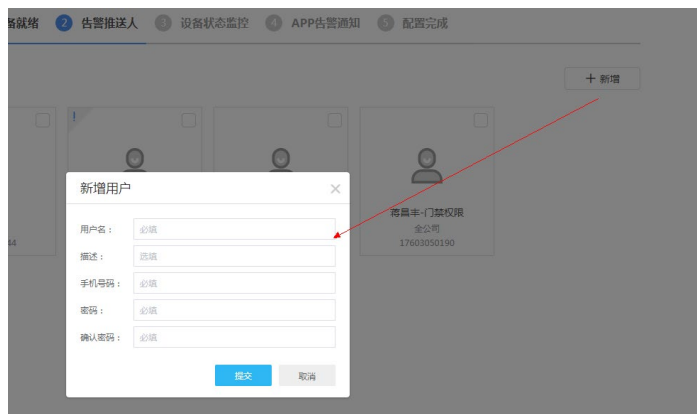 备就绪 2 告警推送人 3 设备状态监控 4 APP告警通知 5 配置完成
+ 新增
!
新增用户 ×
蒋昌丰-门禁权限
全公司
17603050190
44
用户名： 必填
描述： 选填
手机号码： 必填
密码： 必填
确认密码： 必填
提交 取消